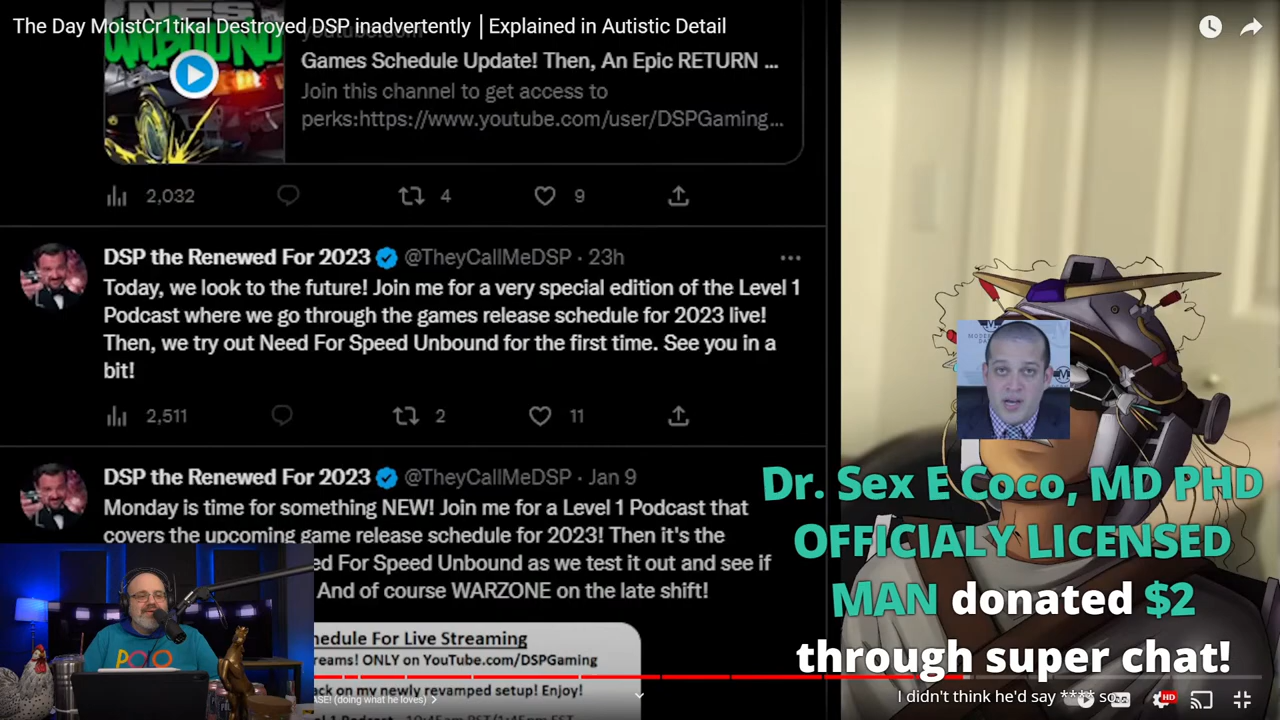 The Day MoistCr1tikal Destroyed DSP inadvertently | Explained in Autistic Detail
Games Schedule Update! Then, An Epic RETURN ...
Join this channel to get access to
perks:https://www.youtube.com/user/DSPGaming...
2,032
4
9
DSP the Renewed For 2023 @TheyCallMeDSP · 23h
Today, we look to the future! Join me for a very special edition of the Level 1
Podcast where we go through the games release schedule for 2023 live!
Then, we try out Need For Speed Unbound for the first time. See you in a
bit!
2,511
2
11
DSP the Renewed For 2023 @TheyCallMeDSP · Jan 9
Monday is time for something NEW! Join me for a Level 1 Podcast that
covers the upcoming game release schedule for 2023! Then it's the
ed For Speed Unbound as we test it out and see if
And of course WARZONE on the late shift!
hedule For Live Streaming
reams! ONLY on YouTube.com/DSPGaming
ack on my newly revamped setup! Enjoy!
ASE! (doing what he loves)
POLO
UNBOUND
Dr. Sex E Coco, MD PHD
OFFICIALY LICENSED
MAN donated $2
through super chat!
I didn't think he'd say **** so
HD